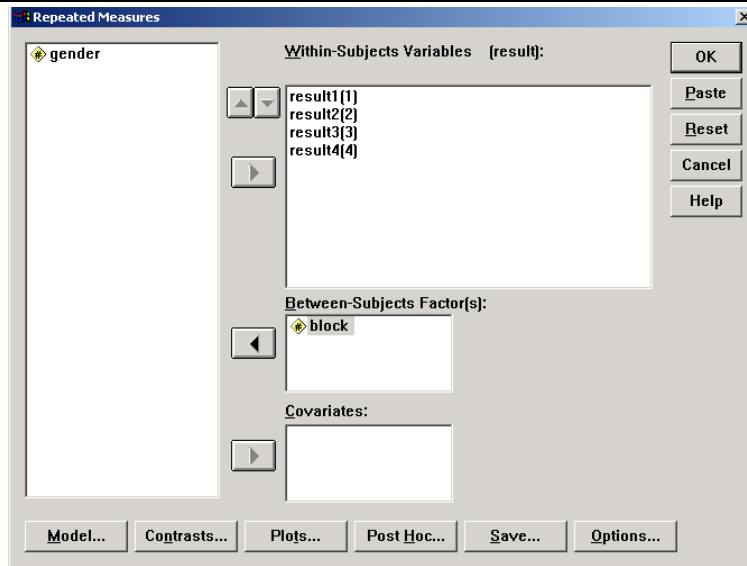 Repeated Measures
gender
Within-Subjects Variables (result):
result1(1)
result2(2)
result3(3)
result4(4)
OK
Paste
Reset
Cancel
Help
Between-Subjects Factor(s):
block
Covariates:
Model... Contrasts... Plots... Post Hoc... Save... Options...